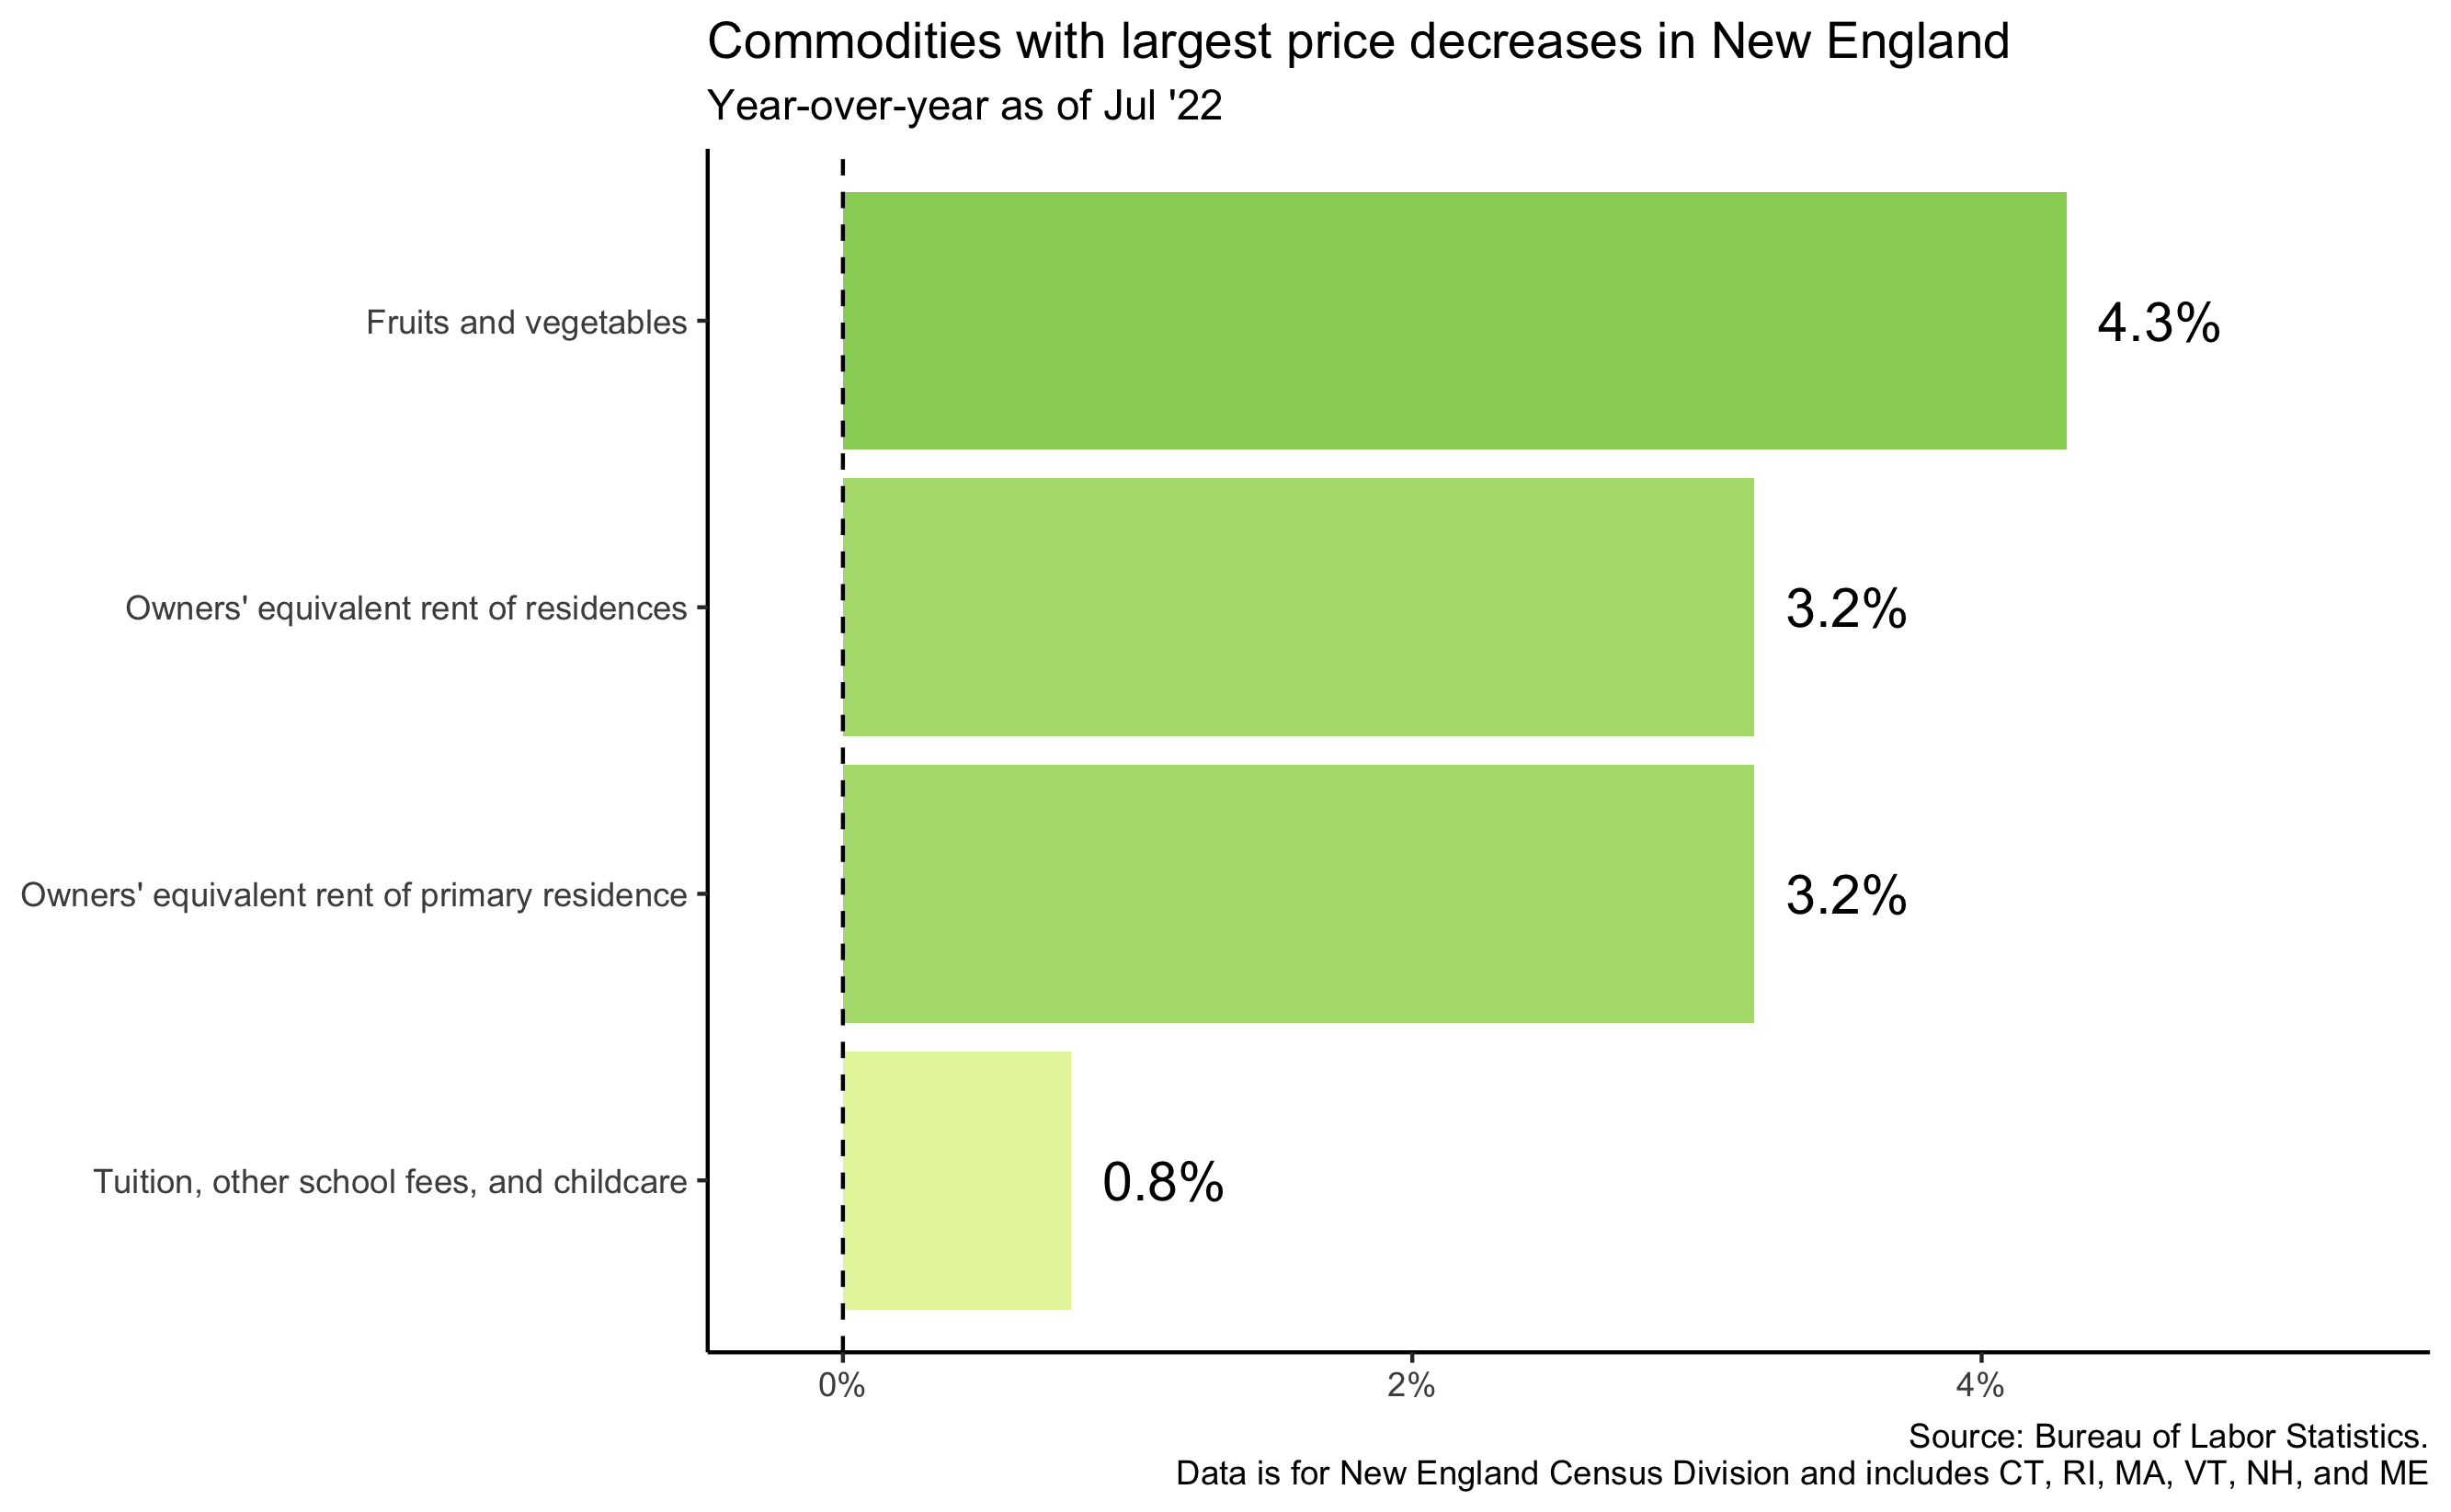 Commodities with largest price decreases in New England
Year-over-year as of Jul '22
Fruits and vegetables
4.3%
Owners' equivalent rent of residences
3.2%
Owners' equivalent rent of primary residence
3.2%
Tuition, other school fees, and childcare
0.8%
0%
2%
4%
Source: Bureau of Labor Statistics.
Data is for New England Census Division and includes CT, RI, MA, VT, NH, and ME